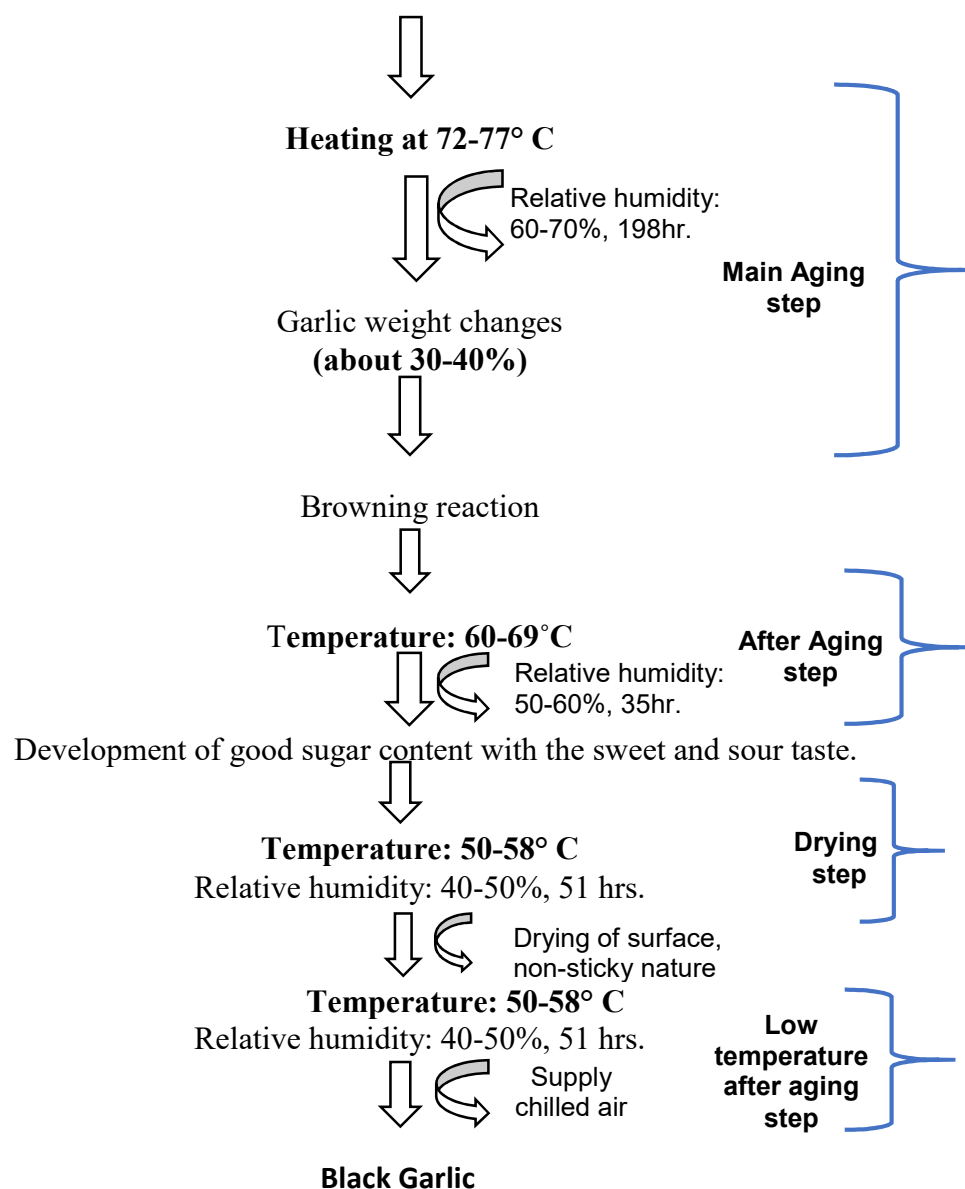 Heating at 72-77° C
Relative humidity:
60-70%, 198hr.
Main Aging
step
Garlic weight changes
(about 30-40%)
Browning reaction
Temperature: 60-69˚C
After Aging
step
Relative humidity:
50-60%, 35hr.
Development of good sugar content with the sweet and sour taste.
Temperature: 50-58° C
Relative humidity: 40-50%, 51 hrs.
Drying
step
Drying of surface,
non-sticky nature
Temperature: 50-58° C
Relative humidity: 40-50%, 51 hrs.
Low
temperature
after aging
step
Supply
chilled air
Black Garlic